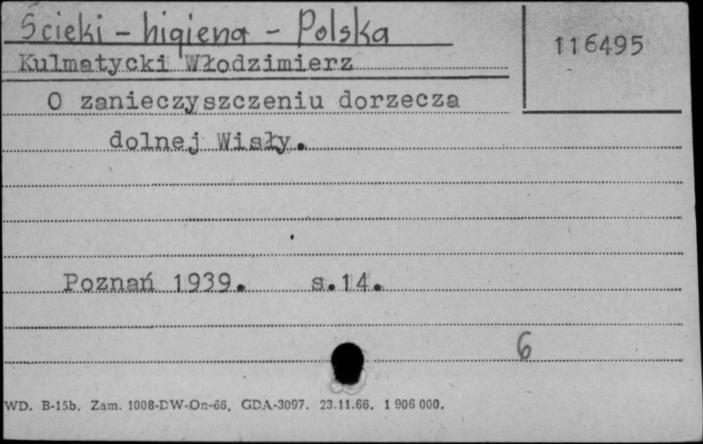 Ścieki - higiena - Polska
116495
Kulmatycki Włodzimierz
O zanieczyszczeniu dorzecza
dolnej Wisły.
Poznań 1939. s.14.
6
WD. B-15b. Zam. 1008-DW-On-66. GDA-3097. 23.11.66. 1 906 000.